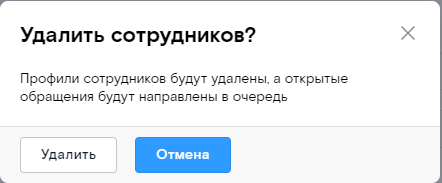 Удалить сотрудников?
Профили сотрудников будут удалены, а открытые
обращения будут направлены в очередь
Удалить
Отмена